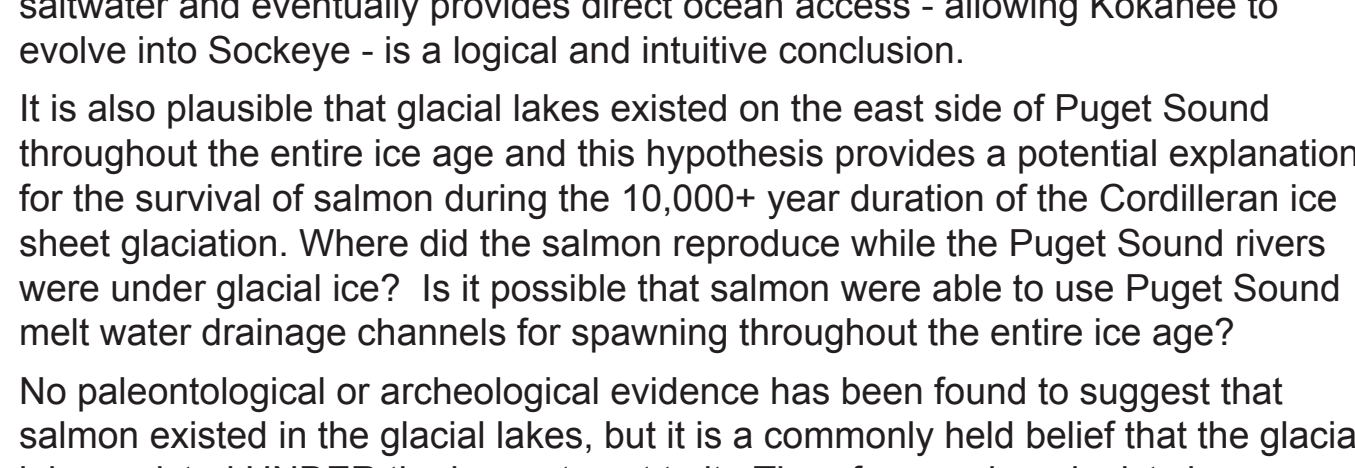 saltwater and eventually provides direct ocean access - allowing Kokanee to
evolve into Sockeye - is a logical and intuitive conclusion.
It is also plausible that glacial lakes existed on the east side of Puget Sound
throughout the entire ice age and this hypothesis provides a potential explanation
for the survival of salmon during the 10,000+ year duration of the Cordilleran ice
sheet glaciation. Where did the salmon reproduce while the Puget Sound rivers
were under glacial ice?  Is it possible that salmon were able to use Puget Sound
melt water drainage channels for spawning throughout the entire ice age?
No paleontological or archeological evidence has been found to suggest that
salmon existed in the glacial lakes, but it is a commonly held belief that the glacia
UNDER